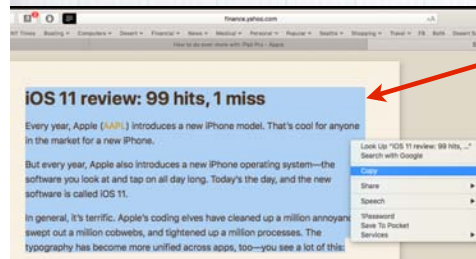 finance.yahoo.com
NY Times Boating Computers Desert Financial News Medical Personal Popular Seattle Shopping Travel FB Both Desert
How to do even more with iPad Pro - Apple
iOS 11 review: 99 hits, 1 miss
Every year, Apple (AAPL) introduces a new iPhone model. That's cool for anyone
in the market for a new iPhone.
But every year, Apple also introduces a new iPhone operating system—the
software you look at and tap on all day long. Today's the day, and the new
software is called iOS 11.
In general, it's terrific. Apple's coding elves have cleaned up a million annoyanc
swept out a million cobwebs, and tightened up a million processes. The
typography has become more unified across apps, too—you see a lot of this:
Look Up "iOS 11 review: 99 hits, ..."
Search with Google
Copy
Share
Speech
1Password
Save To Pocket
Services